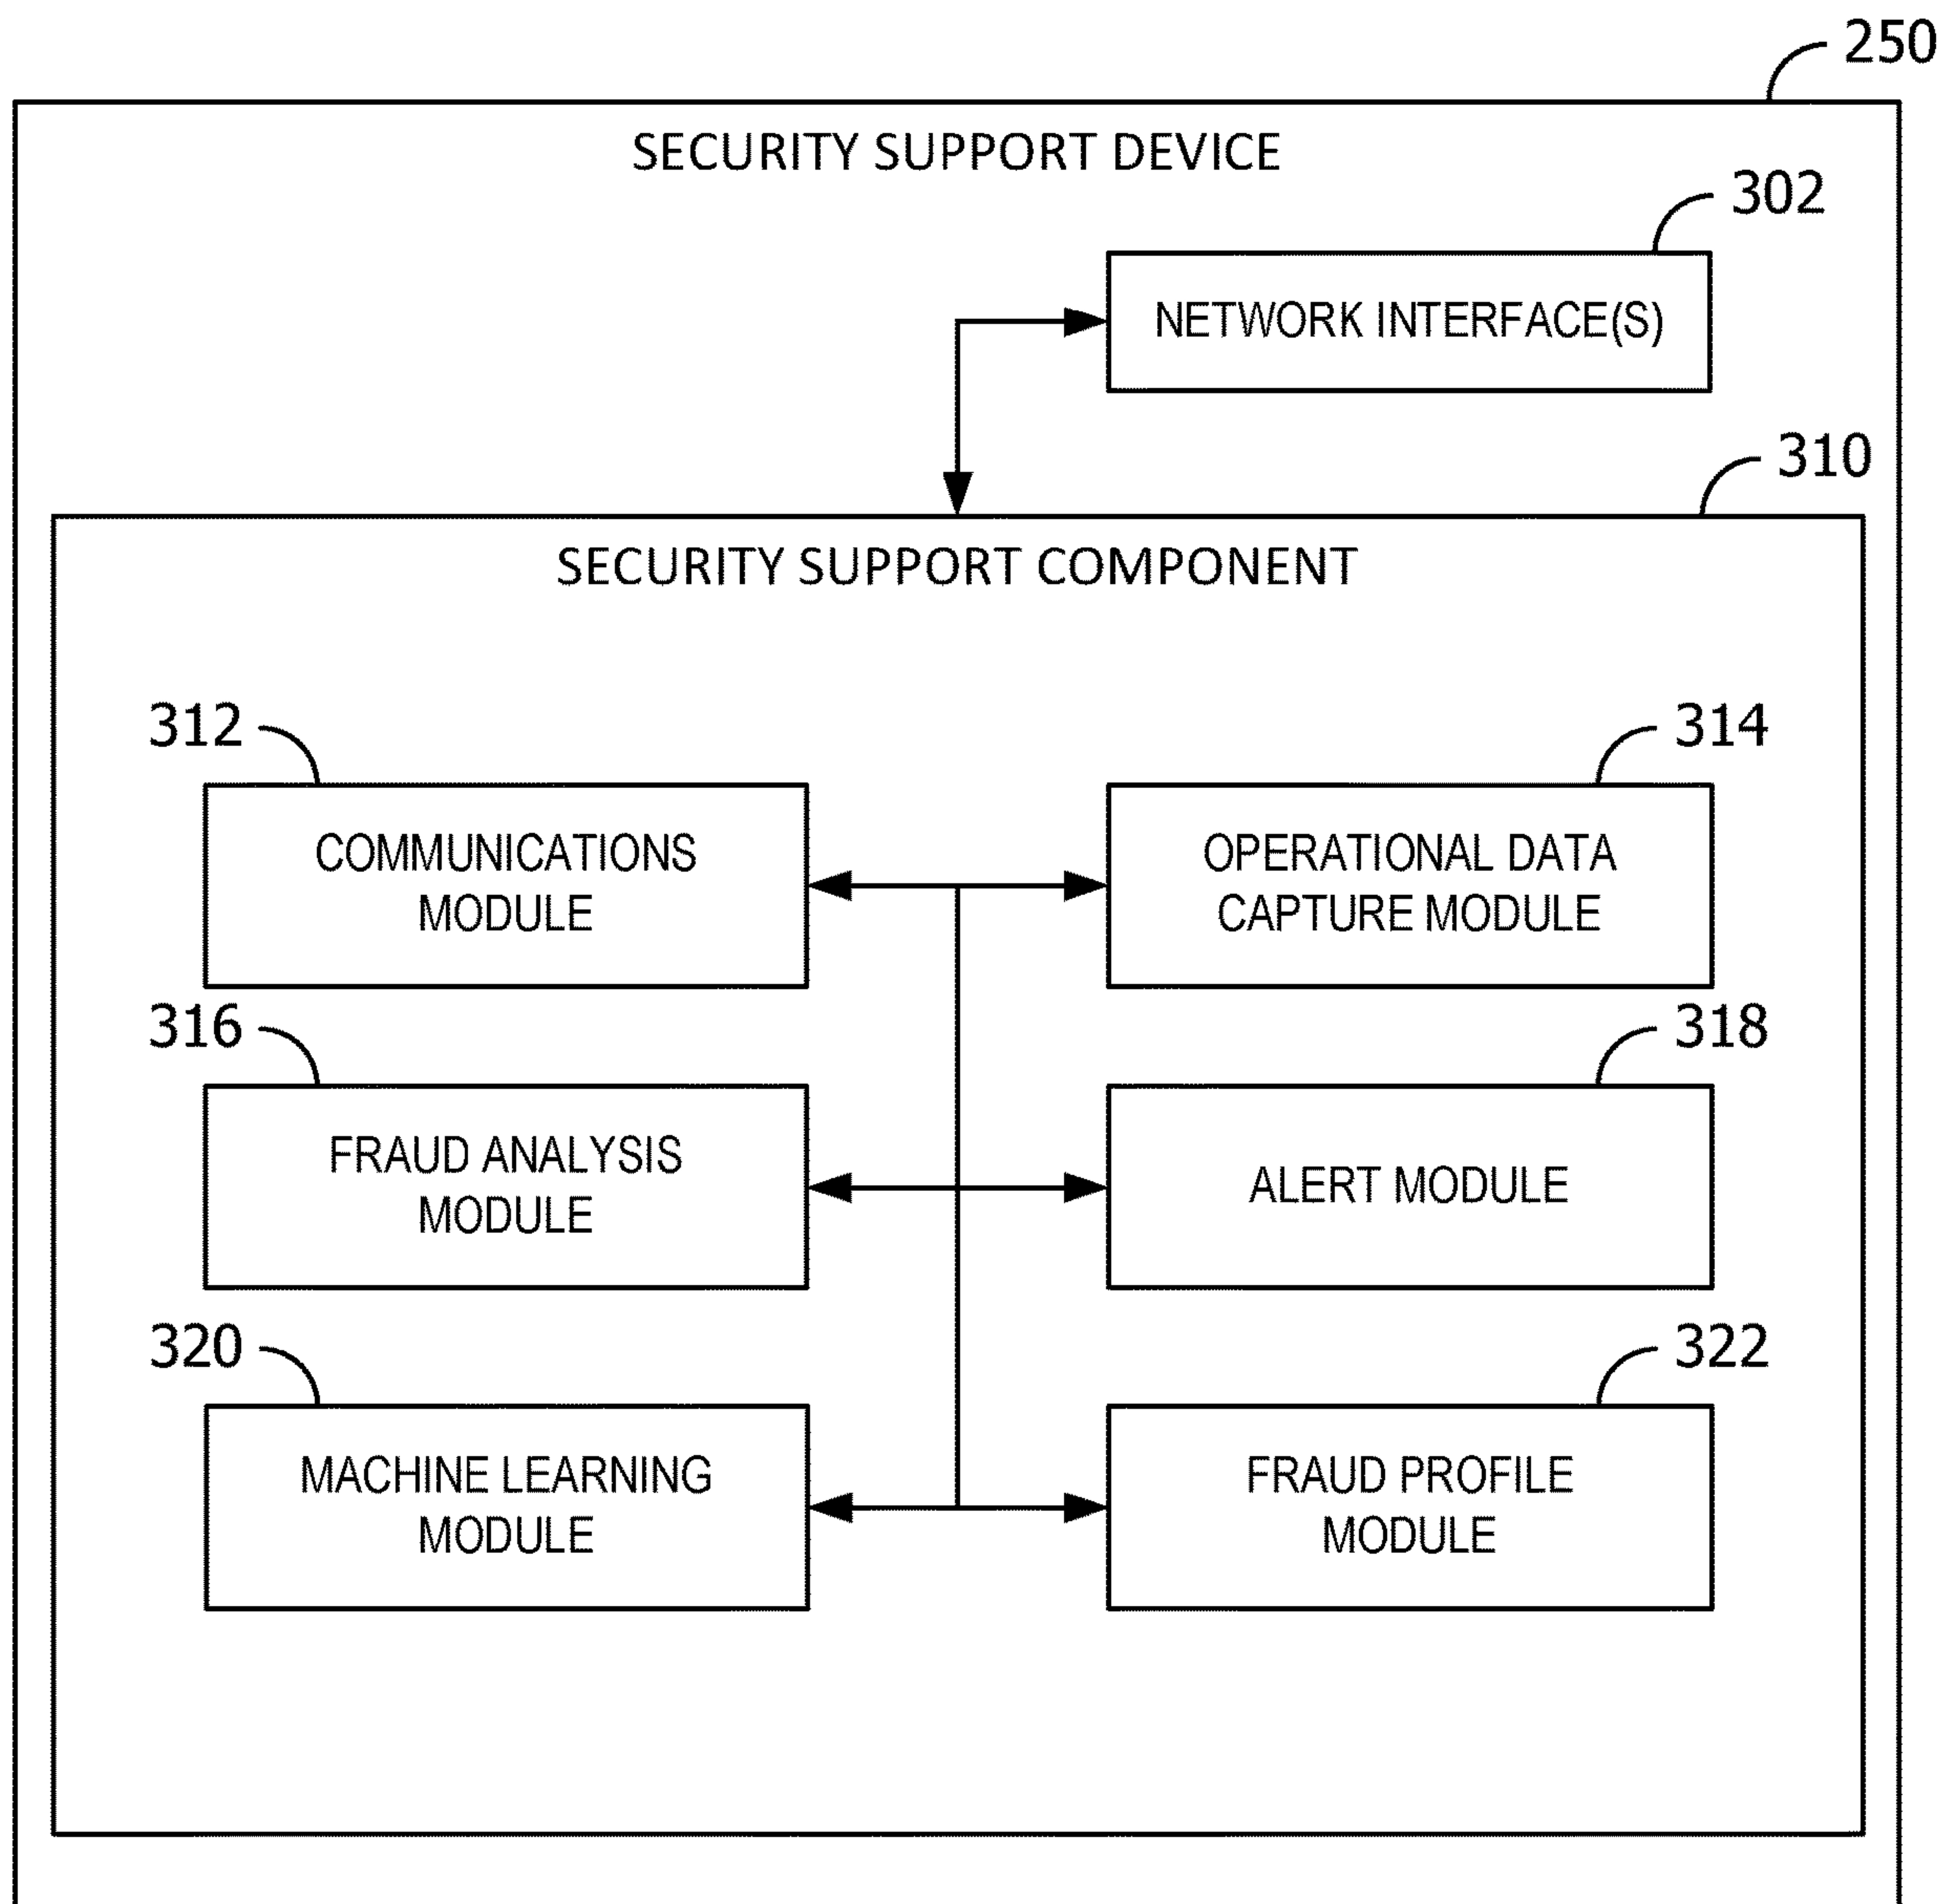 250
SECURITY SUPPORT DEVICE
302
NETWORK INTERFACE(S)
310
SECURITY SUPPORT COMPONENT
312
COMMUNICATIONS
MODULE
314
OPERATIONAL DATA
CAPTURE MODULE
316
FRAUD ANALYSIS
MODULE
318
ALERT MODULE
320
MACHINE LEARNING
MODULE
322
FRAUD PROFILE
MODULE